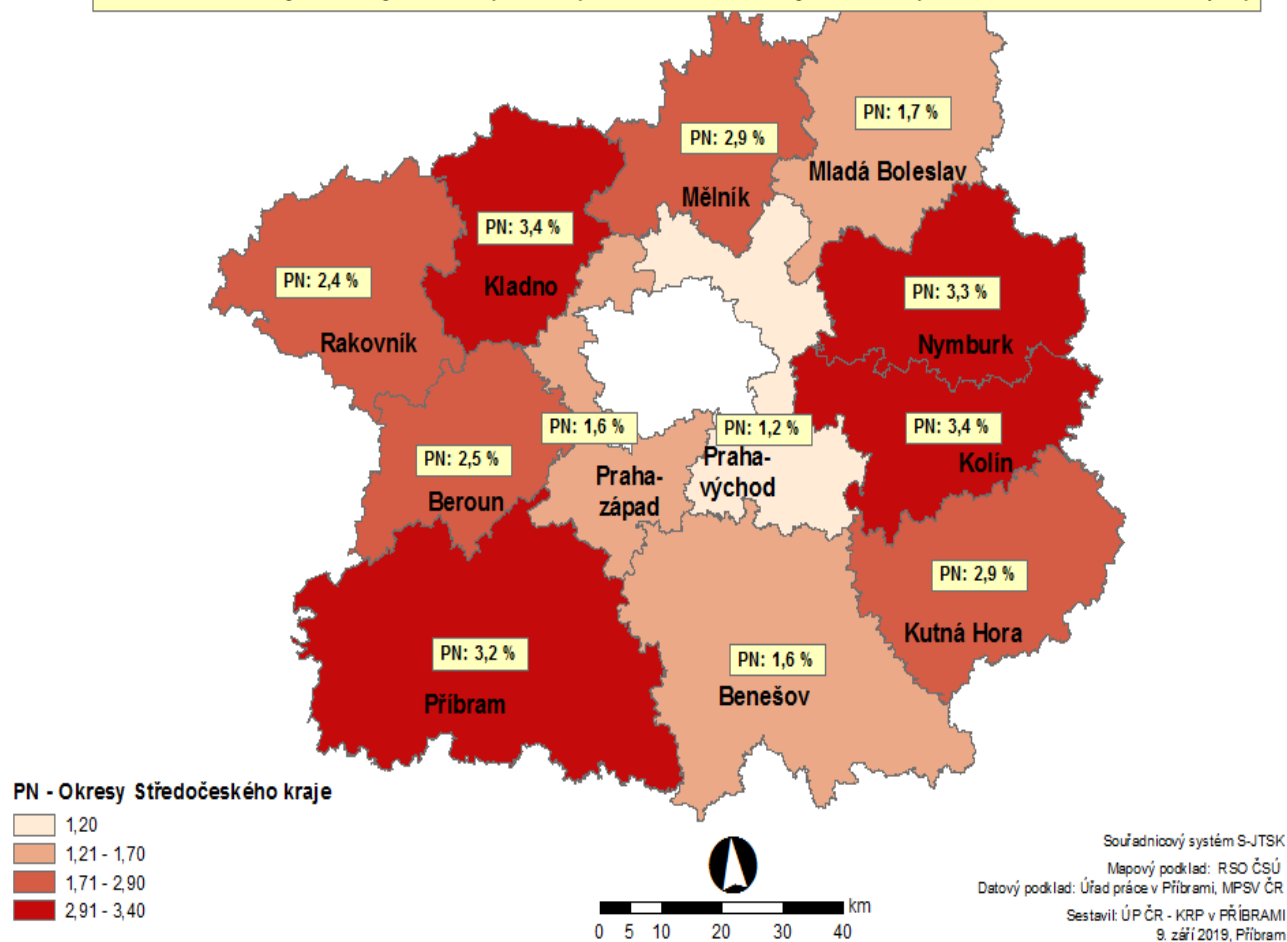 PN: 1,7 %
PN: 2,9 %
Mladá Boleslav
Mělník
PN: 3,4 %
PN: 2,4 %
Kladno
PN: 3,3 %
Rakovník
Nymburk
PN: 1,6 %
PN: 1,2 %
PN: 3,4 %
PN: 2,5 %
Praha-
východ
Kolín
Praha-
západ
Beroun
PN: 2,9 %
Kutná Hora
PN: 3,2 %
PN: 1,6 %
Příbram
Benešov
PN - Okresy Středočeského kraje
1,20
1,21 - 1,70
1,71 - 2,90
2,91 - 3,40
km
0 5 10 20 30 40
Souřadnicový systém S-JTSK
Mapový podklad: RSO ČSÚ
Datový podklad: Úřad práce v Příbrami, MPSV ČR
Sestavil: ÚP ČR - KRP v PŘÍBRAMI
9. září 2019, Příbram